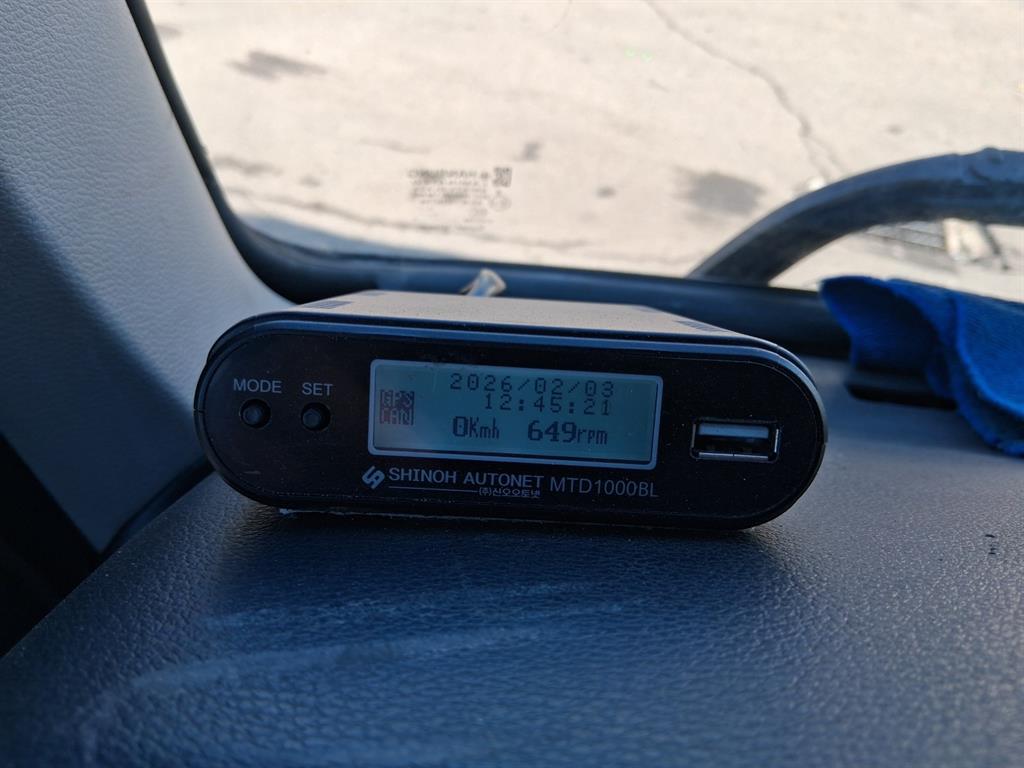 MODE SET
GPS
CAN
2026/02/03
12:45:21
0Kmh 649rpm
SHINOH AUTONET MTD1000BL
(주)신오오토넷